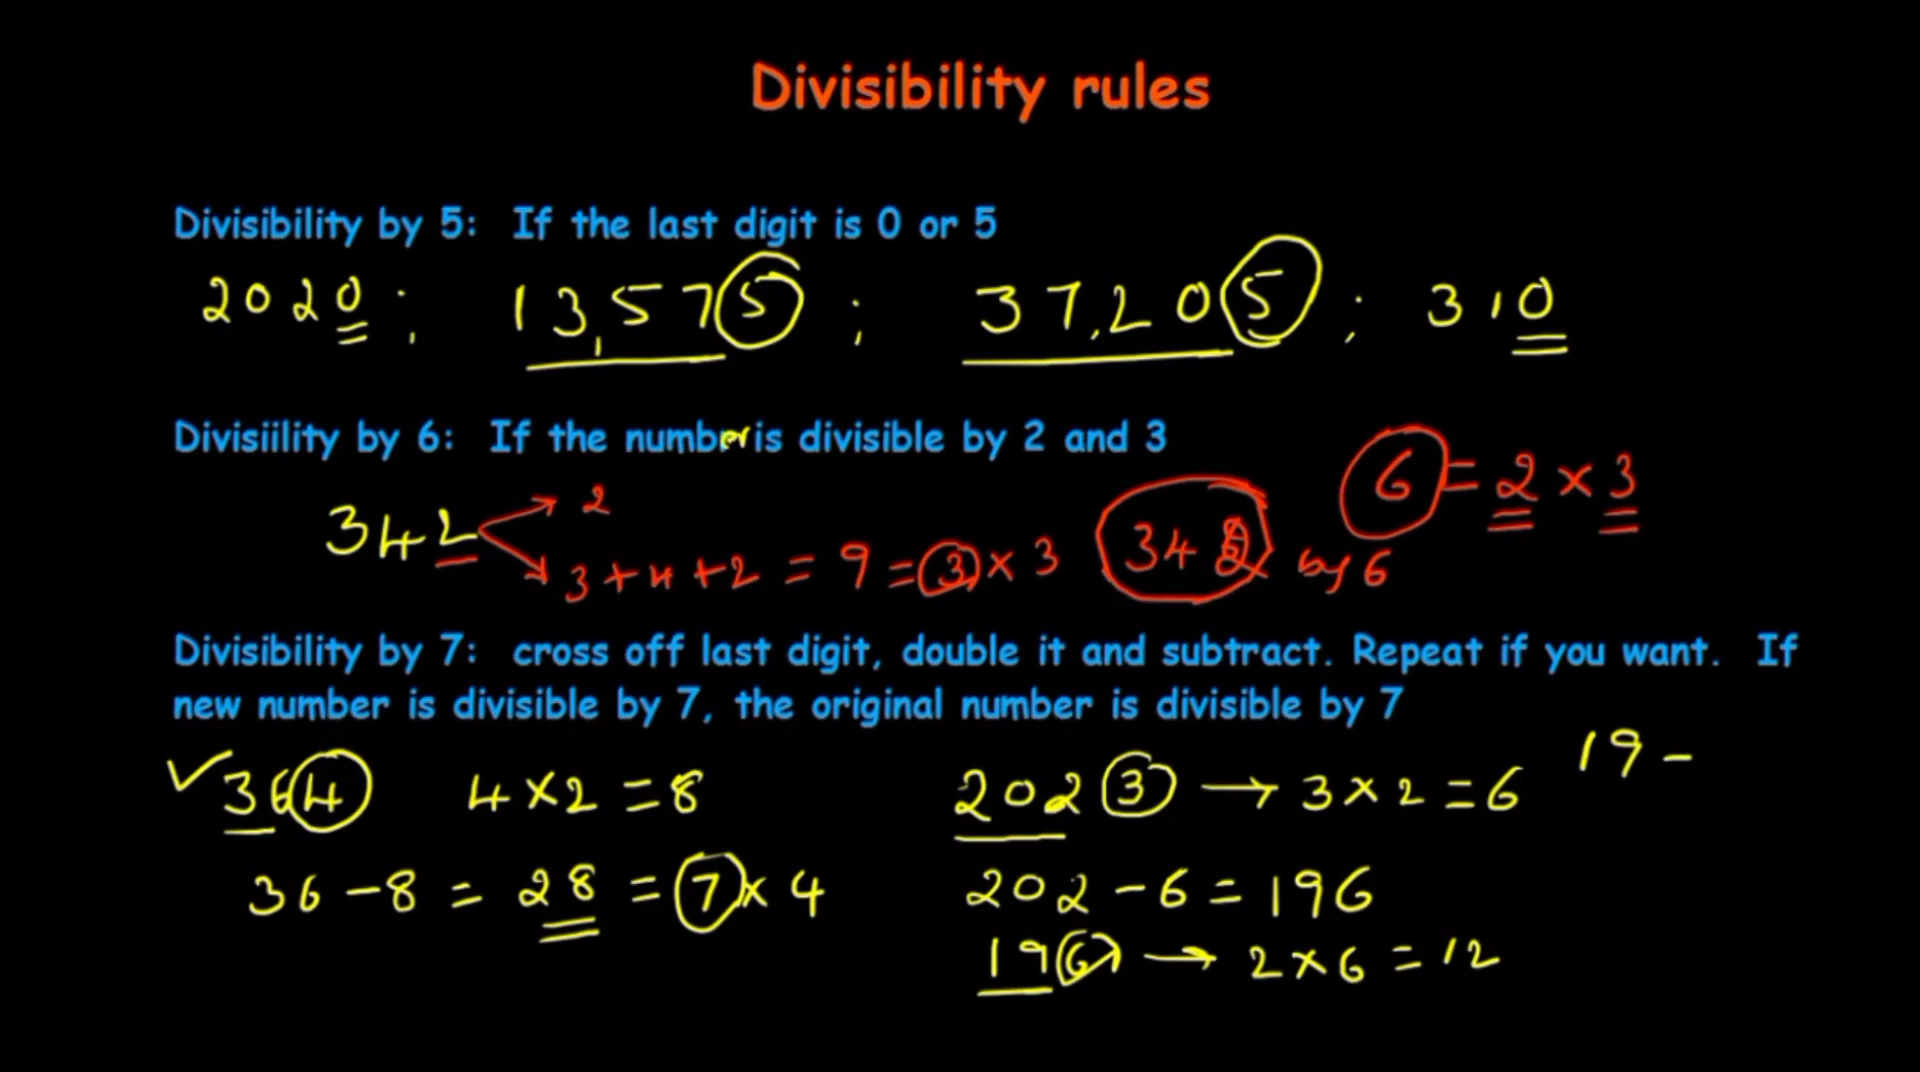 Divisibility rules
Divisibility by 5: If the last digit is 0 or 5
2020 ; 13,575 ; 37,205 ; 310
Divisiility by 6: If the number is divisible by 2 and 3
6 = 2 × 3
342 → 2
→ 3 + 4 + 2 = 9 = 3 × 3 342 by 6
Divisibility by 7: cross off last digit, double it and subtract. Repeat if you want. If
new number is divisible by 7, the original number is divisible by 7
✓ 364 4 × 2 = 8 2023 → 3 × 2 = 6 19 –
36 – 8 = 28 = 7 × 4 202 – 6 = 196
196 → 2 × 6 = 12